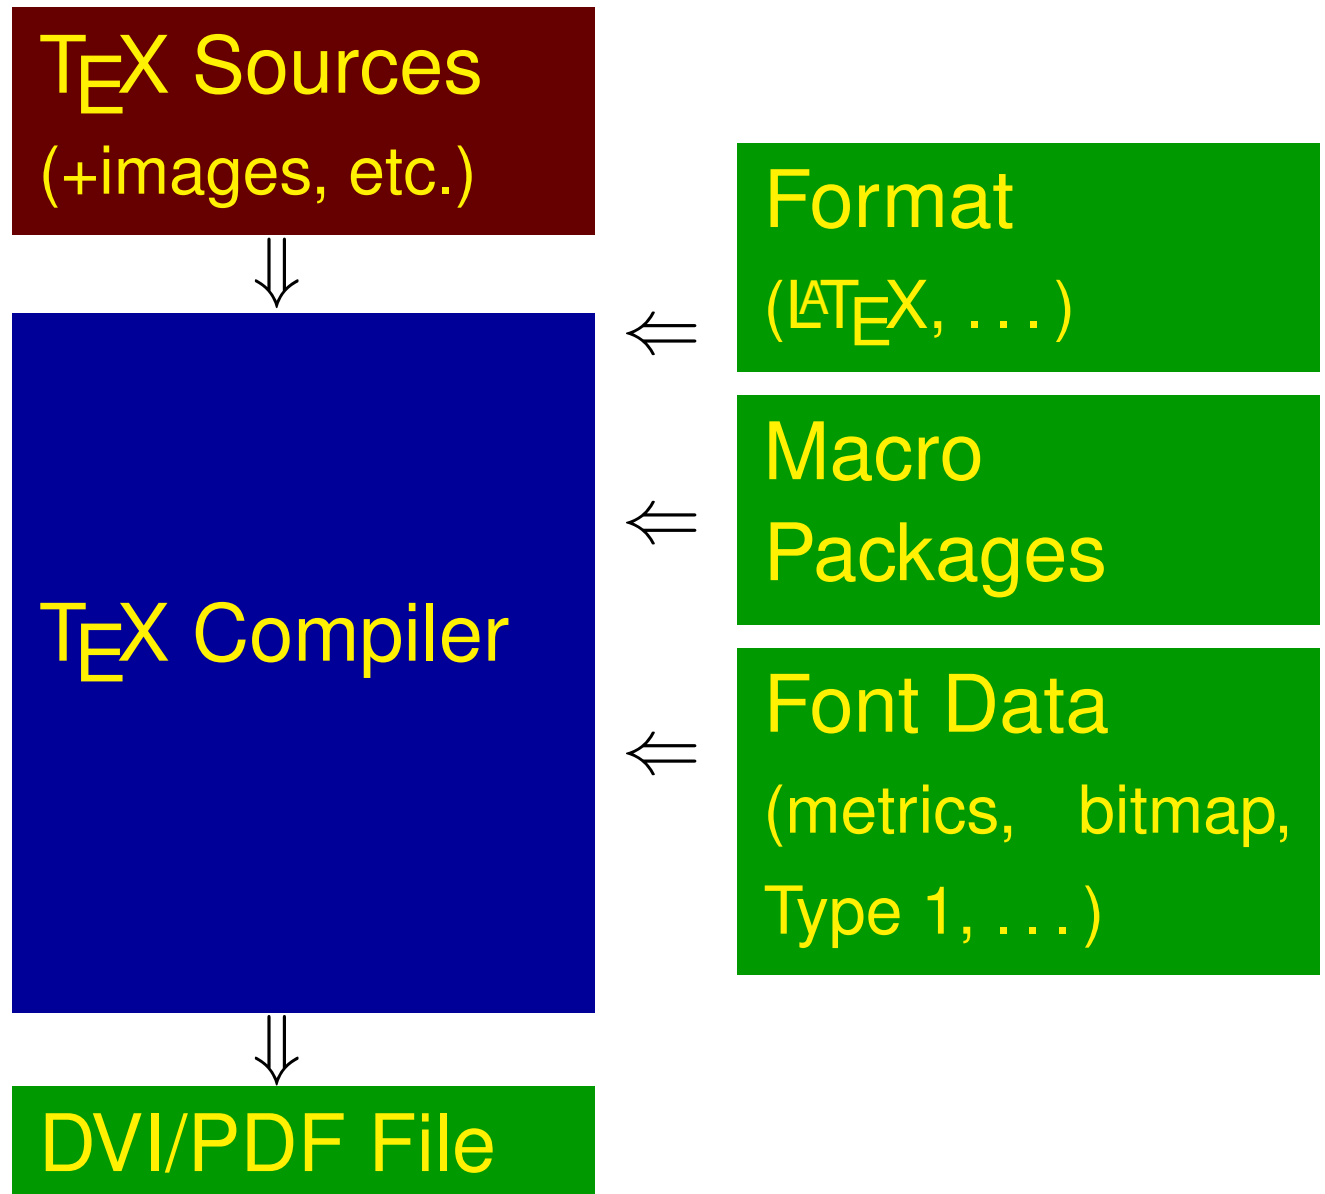 TEX Sources
(+images, etc.)
Format
(LATEX, . . . )
Macro
Packages
TEX Compiler
Font Data
(metrics, bitmap,
Type 1, . . . )
DVI/PDF File